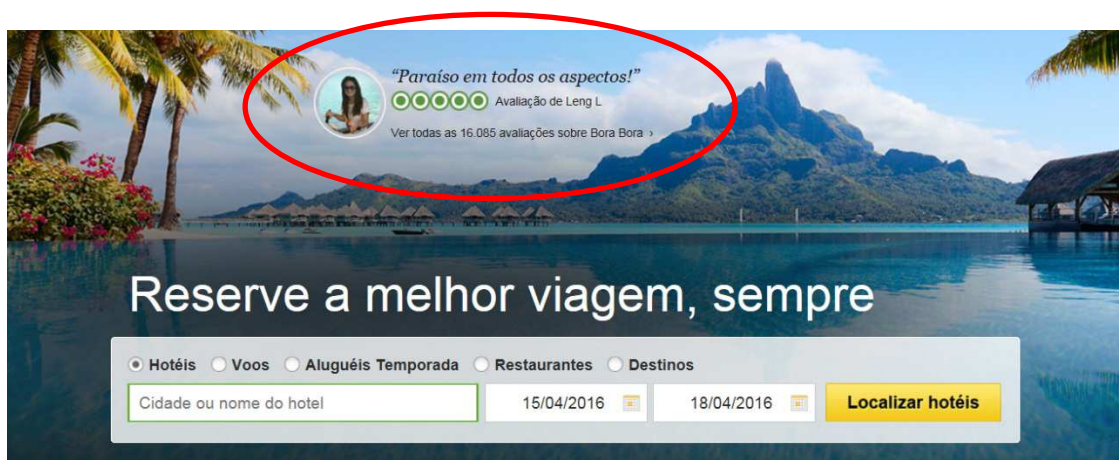 “Paraíso em todos os aspectos!”
Avaliação de Leng L
Ver todas as 16.085 avaliações sobre Bora Bora ›
Reserve a melhor viagem, sempre
Hotéis Voos Aluguéis Temporada Restaurantes Destinos
Cidade ou nome do hotel 15/04/2016 18/04/2016 Localizar hotéis